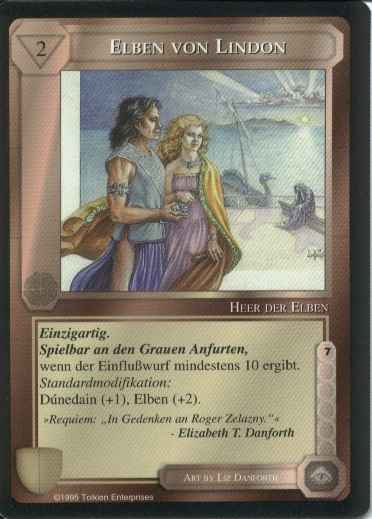 2
ELBEN VON LINDON
HEER DER ELBEN
Einzigartig.
Spielbar an den Grauen Anfurten,
wenn der Einflußwurf mindestens 10 ergibt.
Standardmodifikation:
Dúnedain (+1), Elben (+2).
»Requiem: „In Gedenken an Roger Zelazny.“«
- Elizabeth T. Danforth
7
ART BY LIZ DANFORTH
©1995 Tolkien Enterprises